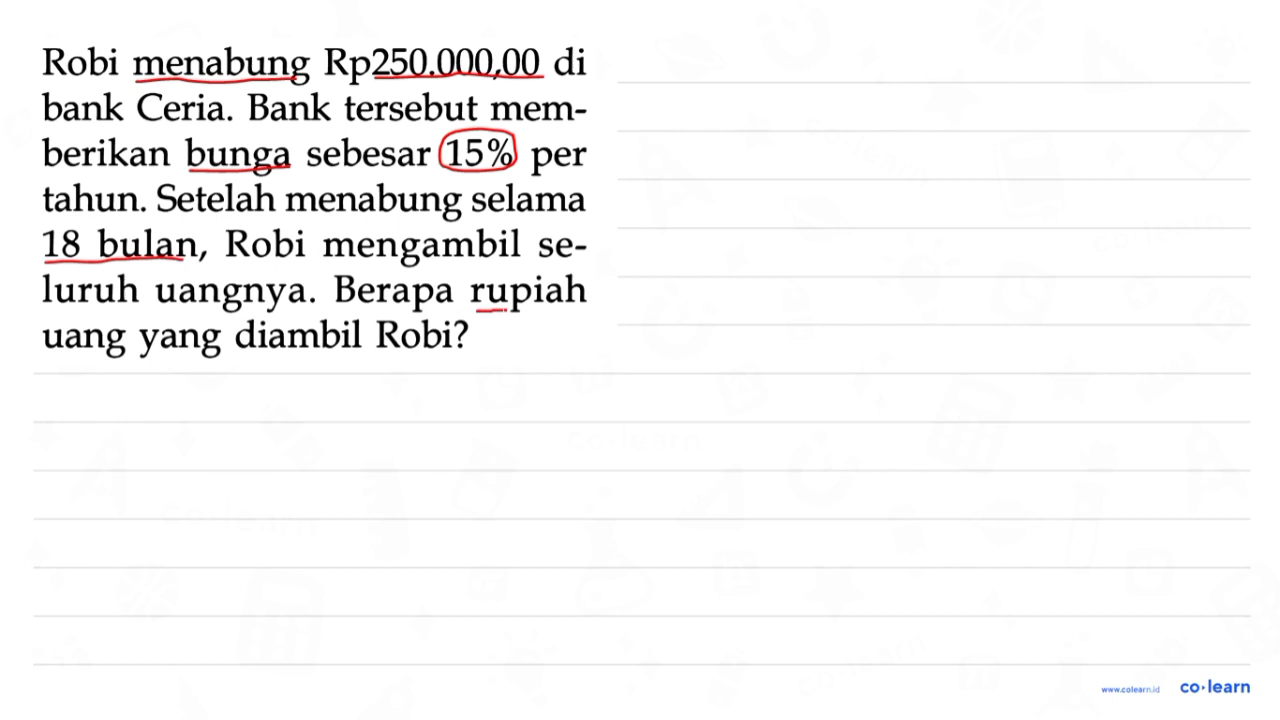 Robi menabung Rp250.000,00 di
bank Ceria. Bank tersebut mem-
berikan bunga sebesar 15% per
tahun. Setelah menabung selama
18 bulan, Robi mengambil se-
luruh uangnya. Berapa rupiah
uang yang diambil Robi?
www.colearn.id co·learn